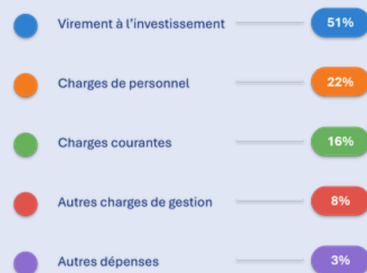 Virement à l'investissement 51%
Charges de personnel 22%
Charges courantes 16%
Autres charges de gestion 8%
Autres dépenses 3%